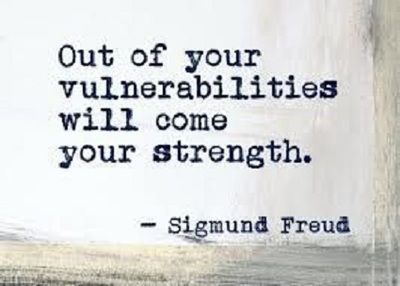 Out of your
vulnerabilities
will come
your strength.
– Sigmund Freud